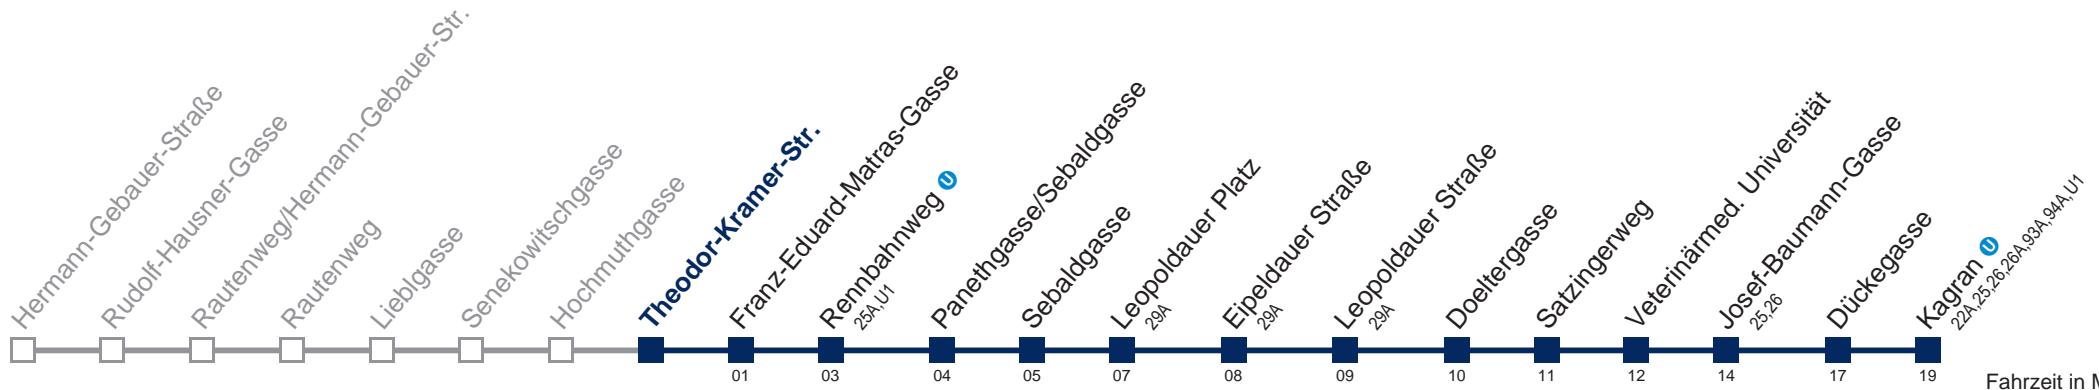 Hermann-Gebauer-Straße
Rudolf-Hausner-Gasse
Rautenweg/Hermann-Gebauer-Str.
Rautenweg
Lieblgasse
Senekowitschgasse
Hochmuthgasse
Theodor-Kramer-Str.
Franz-Eduard-Matras-Gasse
Rennbahnweg U
25A,U1
Panethgasse/Sebaldgasse
Sebaldgasse
Leopoldauer Platz
29A
Eipeldauer Straße
29A
Leopoldauer Straße
29A
Doeltergasse
Satzingerweg
Veterinärmed. Universität
Josef-Baumann-Gasse
25,26
Dückegasse
Kagran U
22A,25,26,26A,93A,94A,U1
01 03 04 05 07 08 09 10 11 12 14 17 19
Fahrzeit in M